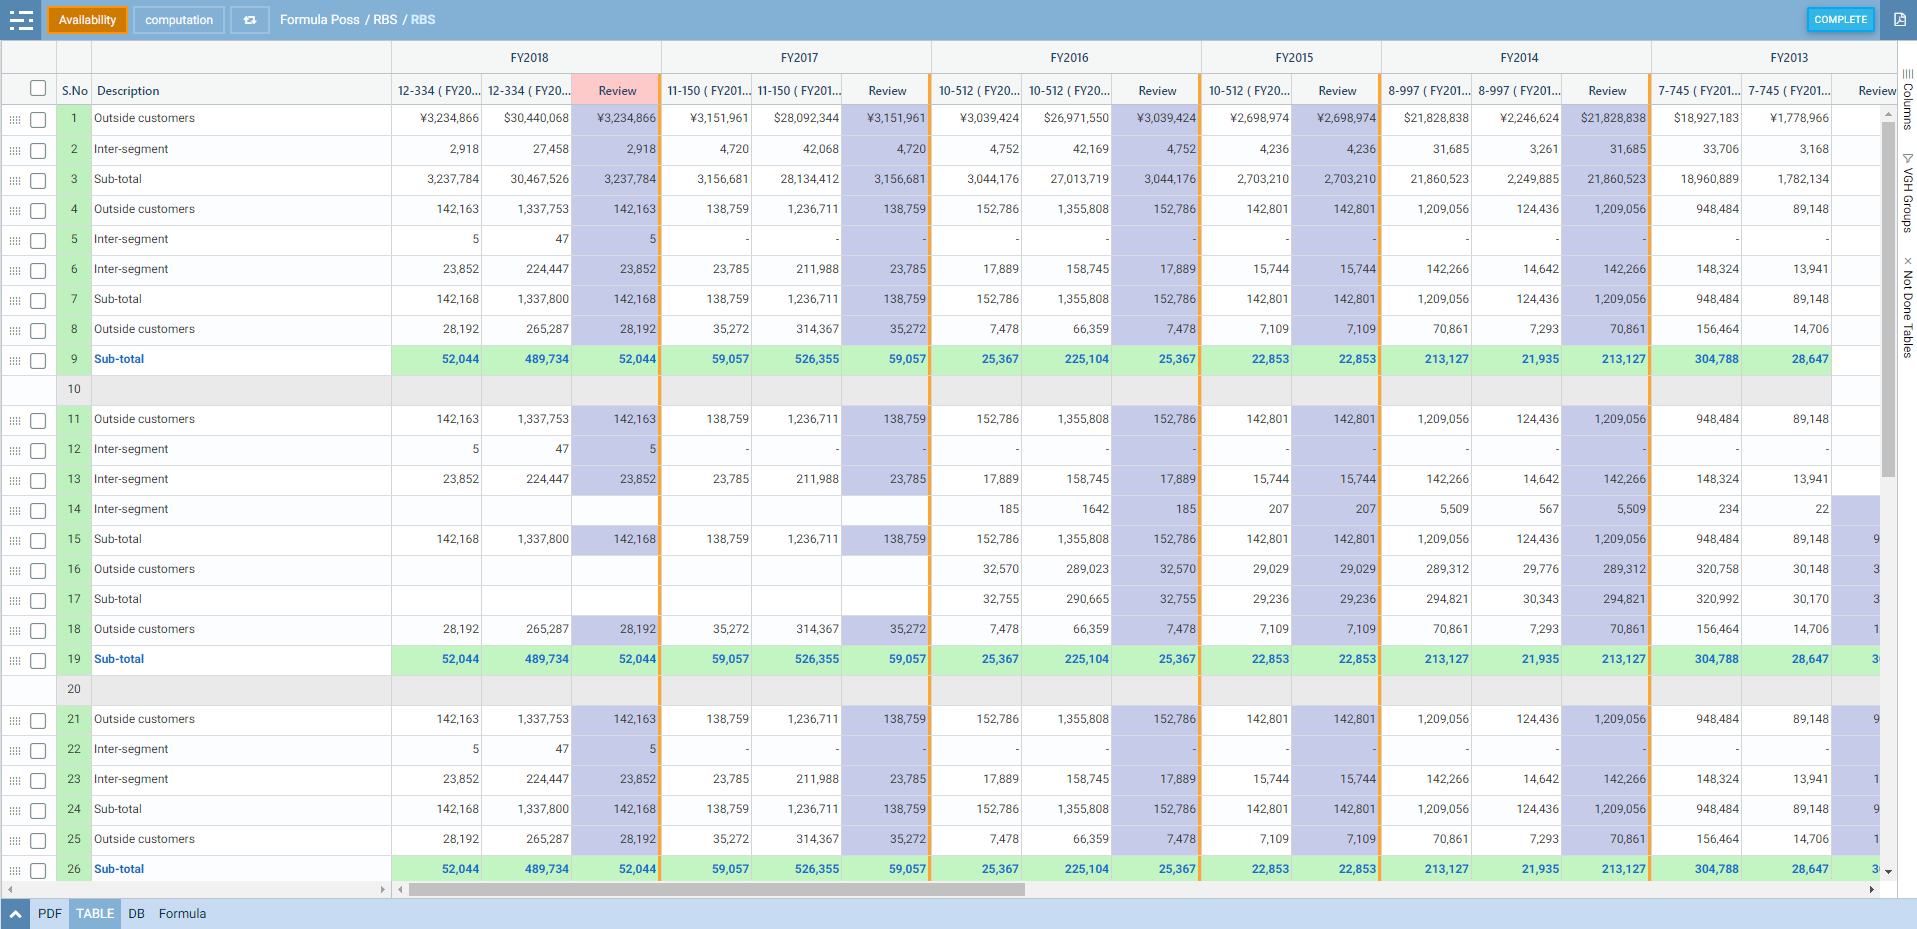 Availability computation Formula Poss / RBS / RBS COMPLETE
FY2018 FY2017 FY2016 FY2015 FY2014 FY2013
S.No Description 12-334 ( FY20... 12-334 ( FY20... Review 11-150 ( FY201... 11-150 ( FY201... Review 10-512 ( FY201... 10-512 ( FY201... Review 10-512 ( FY201... Review 8-997 ( FY201... 8-997 ( FY201... Review 7-745 ( FY201... 7-745 ( FY201... Review
1 Outside customers ¥3,234,866 $30,440,068 ¥3,234,866 ¥3,151,961 $28,092,344 ¥3,151,961 ¥3,039,424 $26,971,550 ¥3,039,424 ¥2,698,974 ¥2,698,974 $21,828,838 ¥2,246,624 $21,828,838 $18,927,183 ¥1,778,966
2 Inter-segment 2,918 27,458 2,918 4,720 42,068 4,720 4,752 42,169 4,752 4,236 4,236 31,685 3,261 31,685 33,706 3,168
3 Sub-total 3,237,784 30,467,526 3,237,784 3,156,681 28,134,412 3,156,681 3,044,176 27,013,719 3,044,176 2,703,210 2,703,210 21,860,523 2,249,885 21,860,523 18,960,889 1,782,134
4 Outside customers 142,163 1,337,753 142,163 138,759 1,236,711 138,759 152,786 1,355,808 152,786 142,801 142,801 1,209,056 124,436 1,209,056 948,484 89,148
5 Inter-segment 5 47 5 - - - - - - - - - - - - -
6 Inter-segment 23,852 224,447 23,852 23,785 211,988 23,785 17,889 158,745 17,889 15,744 15,744 142,266 14,642 142,266 148,324 13,941
7 Sub-total 142,168 1,337,800 142,168 138,759 1,236,711 138,759 152,786 1,355,808 152,786 142,801 142,801 1,209,056 124,436 1,209,056 948,484 89,148
8 Outside customers 28,192 265,287 28,192 35,272 314,367 35,272 7,478 66,359 7,478 7,109 7,109 70,861 7,293 70,861 156,464 14,706
9 Sub-total 52,044 489,734 52,044 59,057 526,355 59,057 25,367 225,104 25,367 22,853 22,853 213,127 21,935 213,127 304,788 28,647
10
11 Outside customers 142,163 1,337,753 142,163 138,759 1,236,711 138,759 152,786 1,355,808 152,786 142,801 142,801 1,209,056 124,436 1,209,056 948,484 89,148
12 Inter-segment 5 47 5 - - - - - - - - - - - - -
13 Inter-segment 23,852 224,447 23,852 23,785 211,988 23,785 17,889 158,745 17,889 15,744 15,744 142,266 14,642 142,266 148,324 13,941
14 Inter-segment 185 1642 185 207 207 5,509 567 5,509 234 22
15 Sub-total 142,168 1,337,800 142,168 138,759 1,236,711 138,759 152,786 1,355,808 152,786 142,801 142,801 1,209,056 124,436 1,209,056 948,484 89,148 9
16 Outside customers 32,570 289,023 32,570 29,029 29,029 289,312 29,776 289,312 320,758 30,148 3
17 Sub-total 32,755 290,665 32,755 29,236 29,236 294,821 30,343 294,821 320,992 30,170 3
18 Outside customers 28,192 265,287 28,192 35,272 314,367 35,272 7,478 66,359 7,478 7,109 7,109 70,861 7,293 70,861 156,464 14,706 1
19 Sub-total 52,044 489,734 52,044 59,057 526,355 59,057 25,367 225,104 25,367 22,853 22,853 213,127 21,935 213,127 304,788 28,647 3
20
21 Outside customers 142,163 1,337,753 142,163 138,759 1,236,711 138,759 152,786 1,355,808 152,786 142,801 142,801 1,209,056 124,436 1,209,056 948,484 89,148 9
22 Inter-segment 5 47 5 - - - - - - - - - - - - -
23 Inter-segment 23,852 224,447 23,852 23,785 211,988 23,785 17,889 158,745 17,889 15,744 15,744 142,266 14,642 142,266 148,324 13,941 1
24 Sub-total 142,168 1,337,800 142,168 138,759 1,236,711 138,759 152,786 1,355,808 152,786 142,801 142,801 1,209,056 124,436 1,209,056 948,484 89,148 9
25 Outside customers 28,192 265,287 28,192 35,272 314,367 35,272 7,478 66,359 7,478 7,109 7,109 70,861 7,293 70,861 156,464 14,706 1
26 Sub-total 52,044 489,734 52,044 59,057 526,355 59,057 25,367 225,104 25,367 22,853 22,853 213,127 21,935 213,127 304,788 28,647 3
Columns
VGH Groups
Not Done Tables
PDF TABLE DB Formula